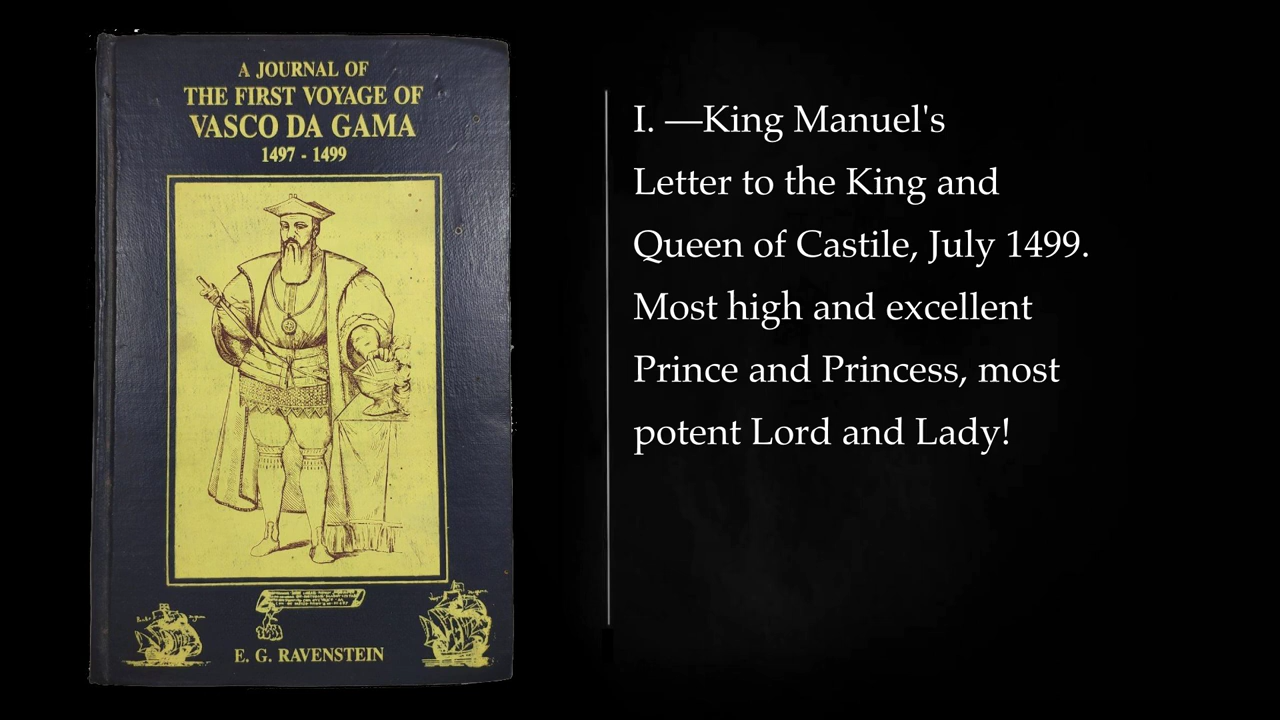 A JOURNAL OF
THE FIRST VOYAGE OF
VASCO DA GAMA
1497 - 1499
E. G. RAVENSTEIN
I. —King Manuel's
Letter to the King and
Queen of Castile, July 1499.
Most high and excellent
Prince and Princess, most
potent Lord and Lady!